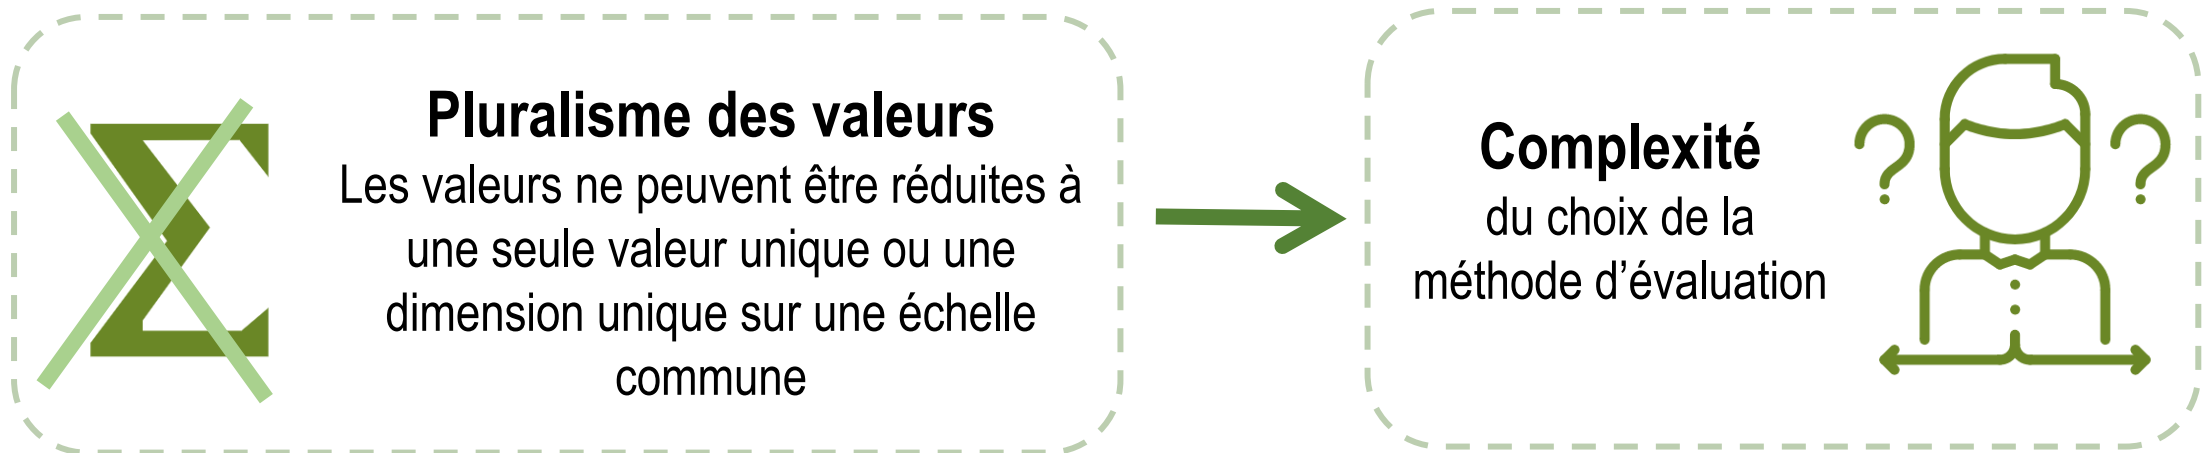 Pluralisme des valeurs
Les valeurs ne peuvent être réduites à
une seule valeur unique ou une
dimension unique sur une échelle
commune
Complexité
du choix de la
méthode d’évaluation